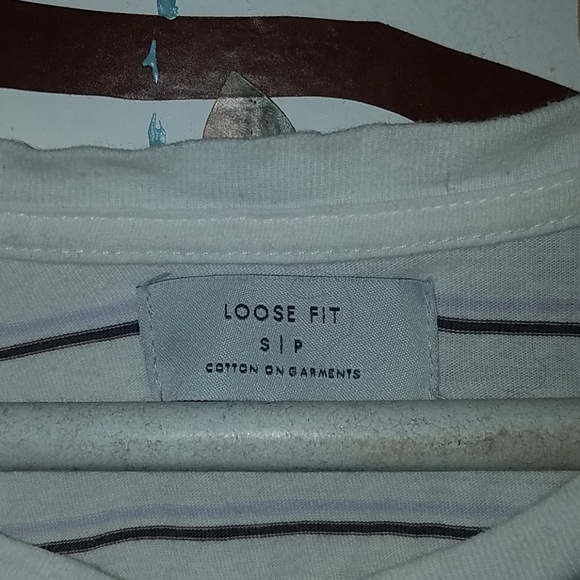 LOOSE FIT
S | P
COTTON ON GARMENTS